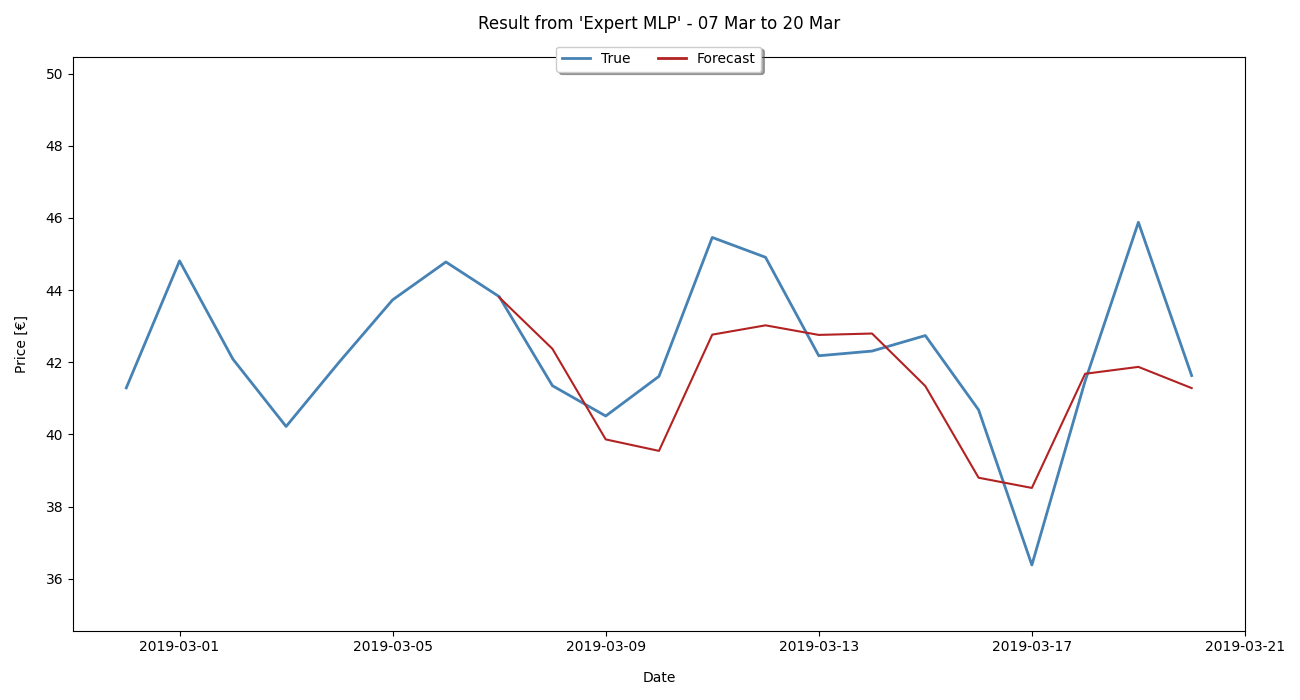 Result from 'Expert MLP' - 07 Mar to 20 Mar
True Forecast
50
48
46
44
42
40
38
36
Price [€]
2019-03-01 2019-03-05 2019-03-09 2019-03-13 2019-03-17 2019-03-21
Date